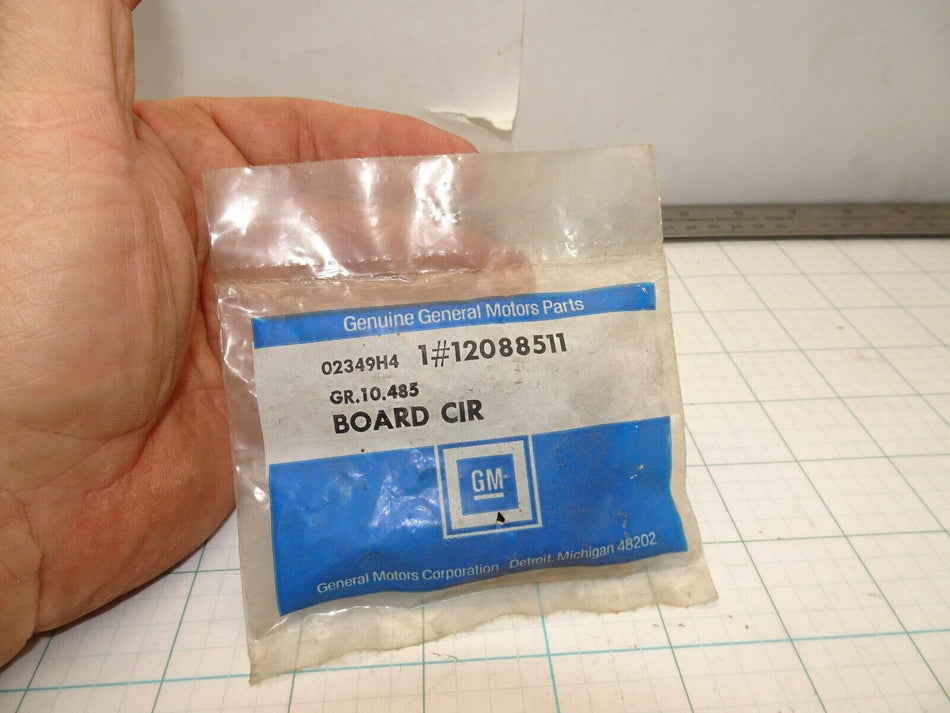 Genuine General Motors Parts
02349H4 1#12088511
GR.10.485
BOARD CIR
GM
General Motors Corporation Detroit, Michigan 48202